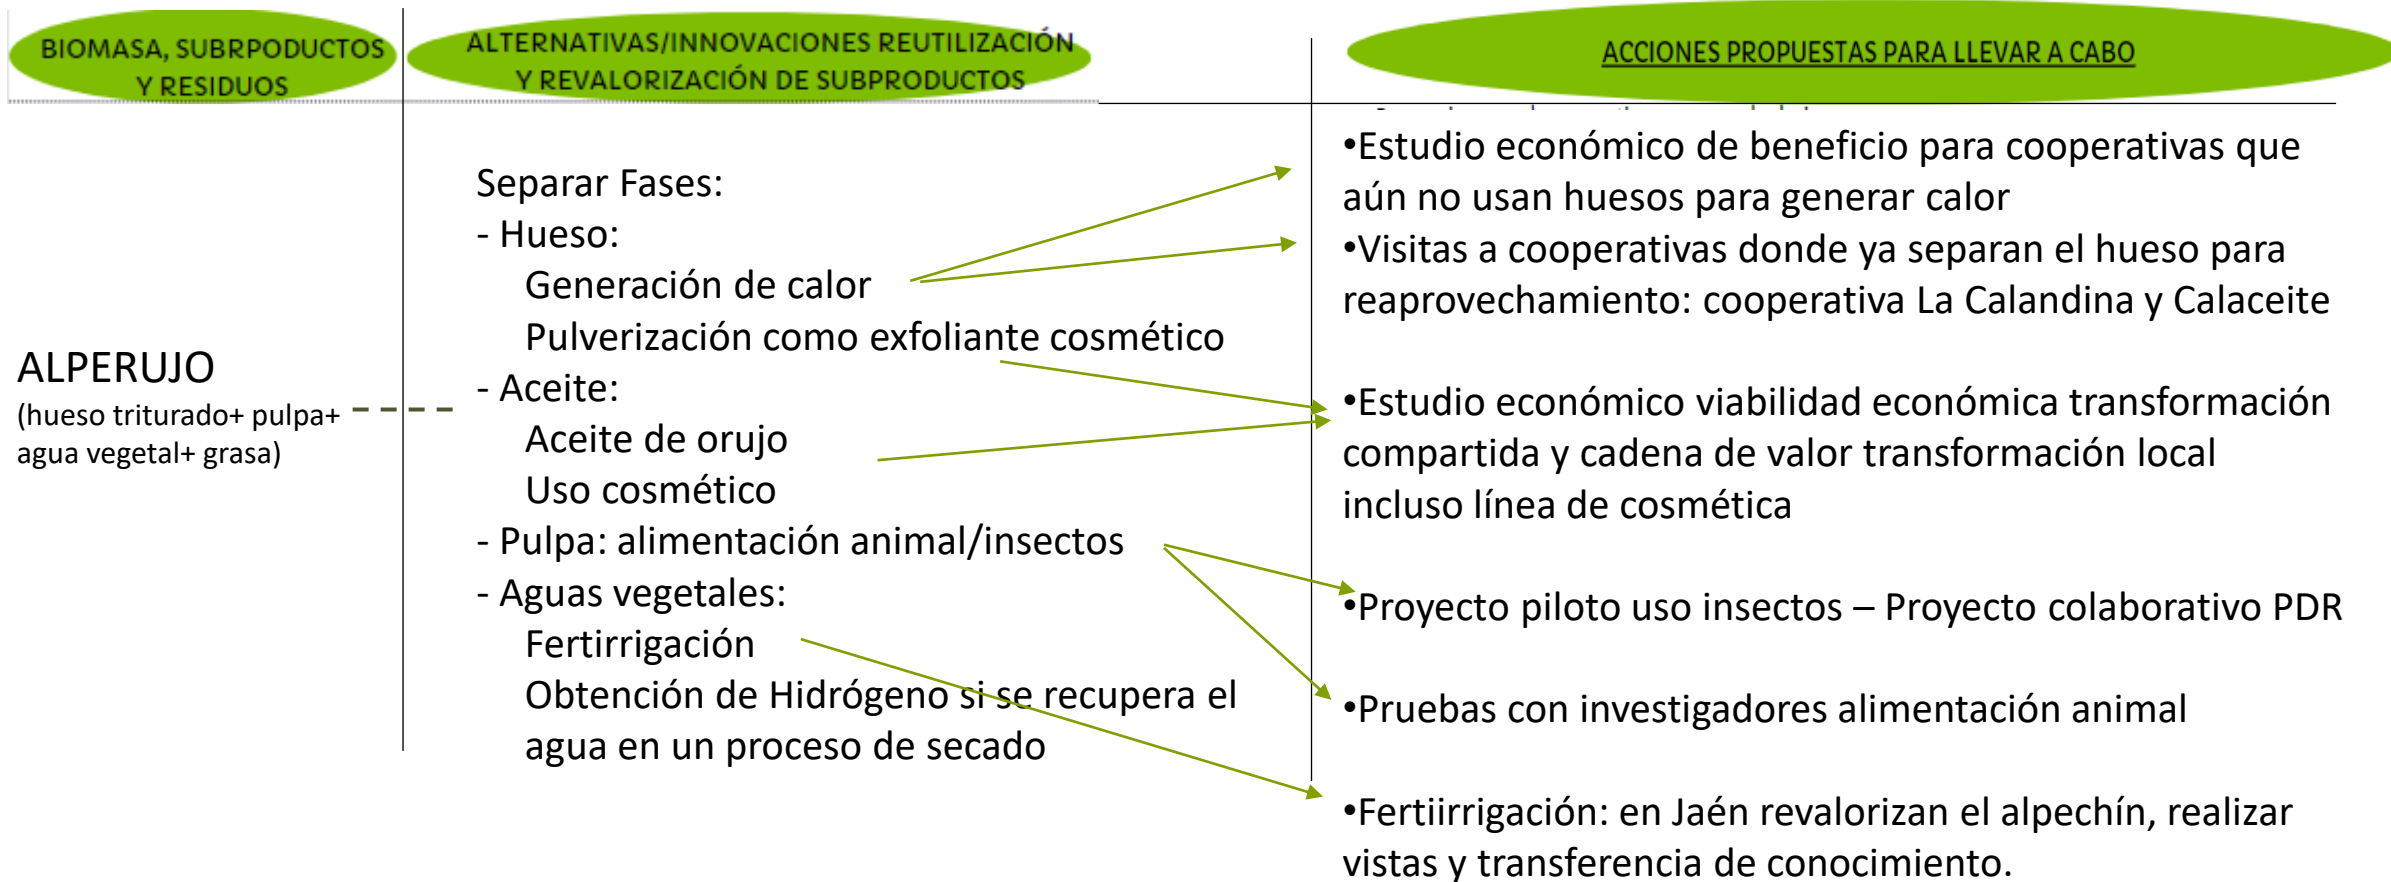 BIOMASA, SUBRPODUCTOS
Y RESIDUOS
ALTERNATIVAS/INNOVACIONES REUTILIZACIÓN
Y REVALORIZACIÓN DE SUBPRODUCTOS
ACCIONES PROPUESTAS PARA LLEVAR A CABO
ALPERUJO
(hueso triturado+ pulpa+
agua vegetal+ grasa)
Separar Fases:
- Hueso:
Generación de calor
Pulverización como exfoliante cosmético
- Aceite:
Aceite de orujo
Uso cosmético
- Pulpa: alimentación animal/insectos
- Aguas vegetales:
Fertirrigación
Obtención de Hidrógeno si se recupera el
agua en un proceso de secado
•Estudio económico de beneficio para cooperativas que
aún no usan huesos para generar calor
•Visitas a cooperativas donde ya separan el hueso para
reaprovechamiento: cooperativa La Calandina y Calaceite
•Estudio económico viabilidad económica transformación
compartida y cadena de valor transformación local
incluso línea de cosmética
•Proyecto piloto uso insectos – Proyecto colaborativo PDR
•Pruebas con investigadores alimentación animal
•Fertiirrigación: en Jaén revalorizan el alpechín, realizar
vistas y transferencia de conocimiento.